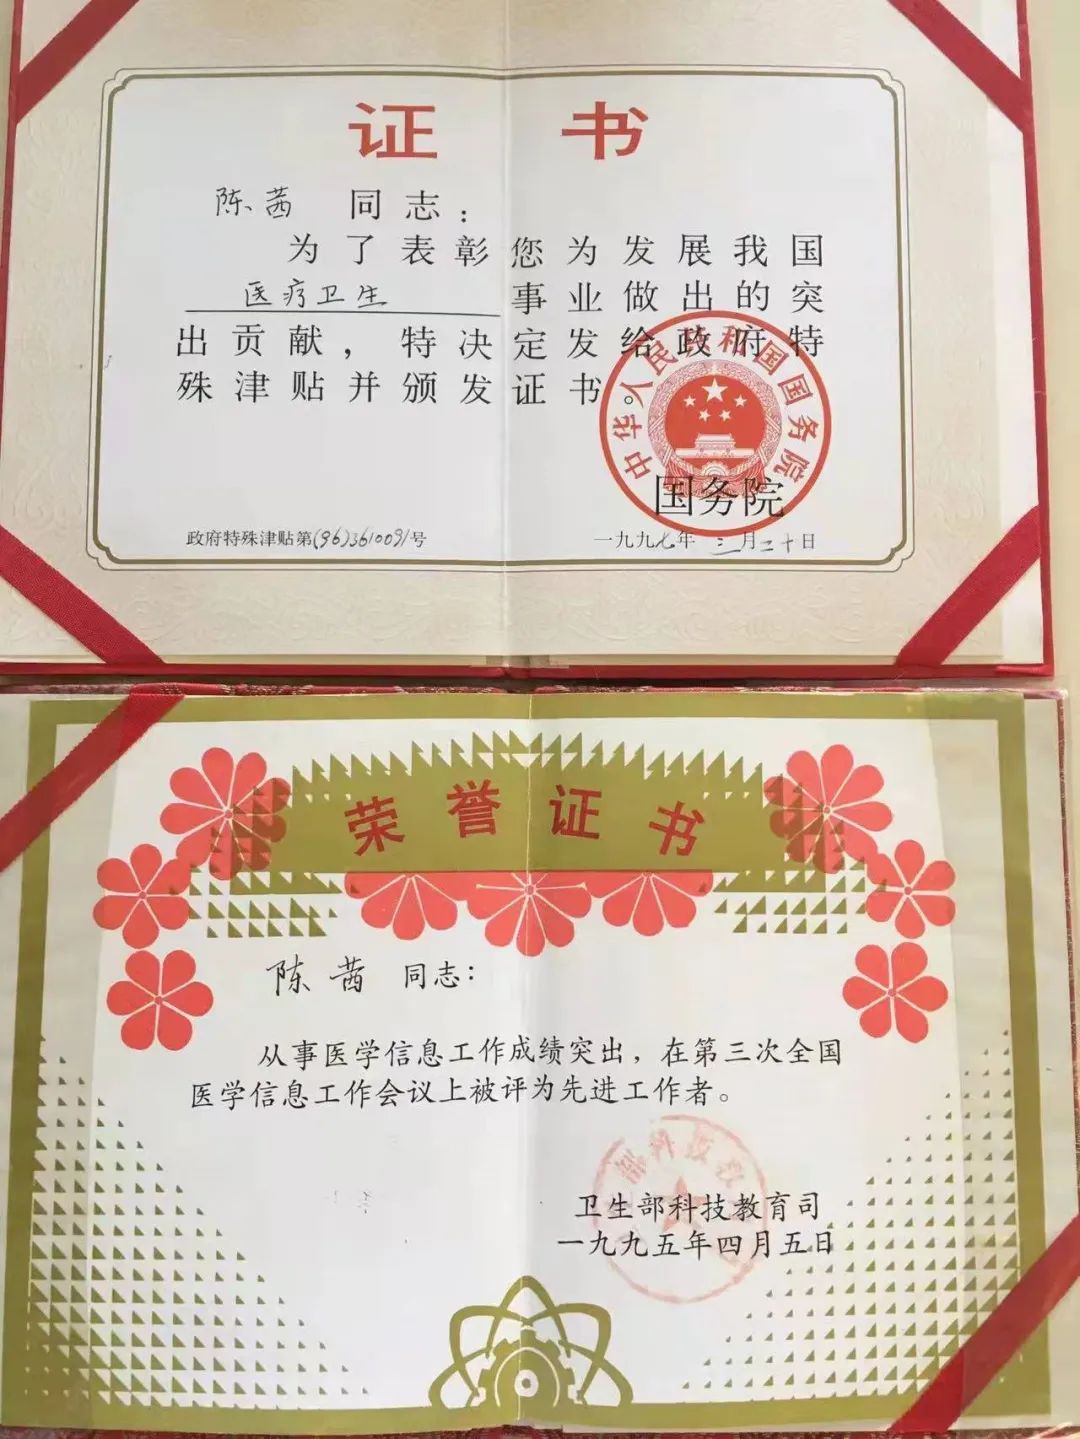 证 书
陈茜 同志：
为了表彰您为发展我国
医疗卫生 事业做出的突
出贡献，特决定发给政府特
殊津贴并颁发证书。
中华人民共和国国务院
国务院
政府特殊津贴第(96)3610091号
一九九七年 三月二十日
荣誉证书
陈茜 同志：
从事医学信息工作成绩突出，在第三次全国
医学信息工作会议上被评为先进工作者。
卫生部科技教育司
一九九五年四月五日